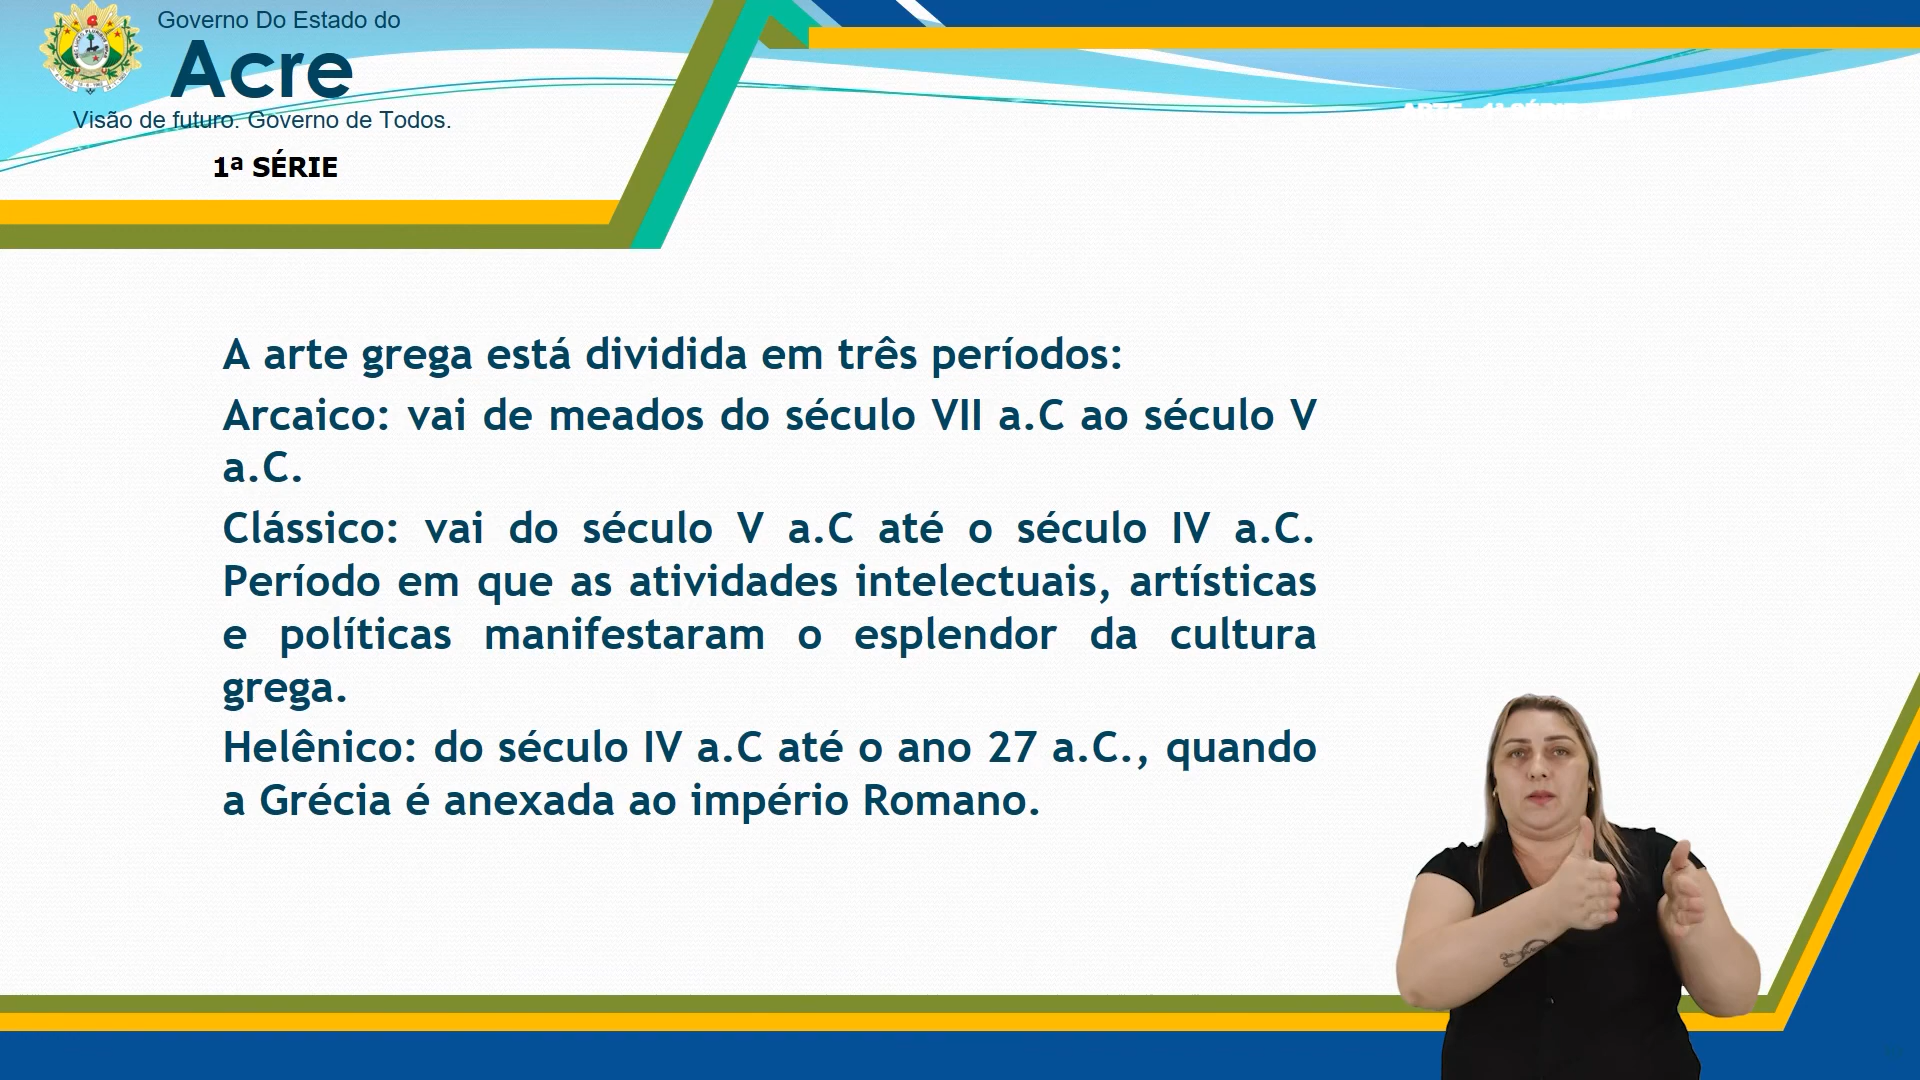 Governo Do Estado do
Acre
Visão de futuro. Governo de Todos.
1ª SÉRIE
ARTE - 1ª SÉRIE
A arte grega está dividida em três períodos:
Arcaico: vai de meados do século VII a.C ao século V
a.C.
Clássico: vai do século V a.C até o século IV a.C.
Período em que as atividades intelectuais, artísticas
e políticas manifestaram o esplendor da cultura
grega.
Helênico: do século IV a.C até o ano 27 a.C., quando
a Grécia é anexada ao império Romano.